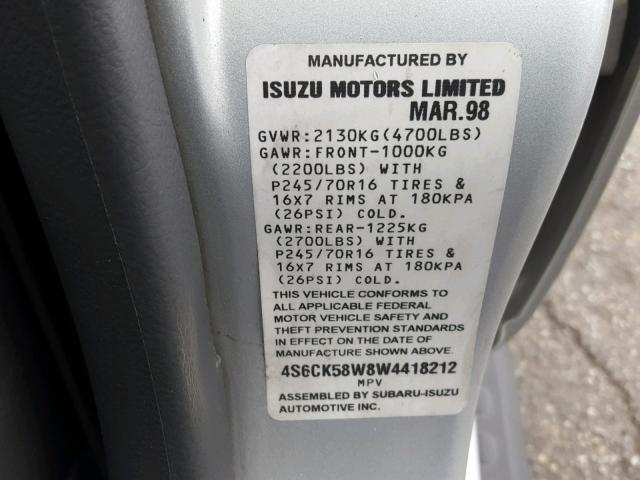 MANUFACTURED BY
ISUZU MOTORS LIMITED
MAR.98
GVWR:2130KG(4700LBS)
GAWR:FRONT-1000KG
(2200LBS) WITH
P245/70R16 TIRES &
16X7 RIMS AT 180KPA
(26PSI) COLD.
GAWR:REAR-1225KG
(2700LBS) WITH
P245/70R16 TIRES &
16X7 RIMS AT 180KPA
(26PSI) COLD.
THIS VEHICLE CONFORMS TO
ALL APPLICABLE FEDERAL
MOTOR VEHICLE SAFETY AND
THEFT PREVENTION STANDARDS
IN EFFECT ON THE DATE OF
MANUFACTURE SHOWN ABOVE.
4S6CK58W8W4418212
MPV
ASSEMBLED BY SUBARU-ISUZU
AUTOMOTIVE INC.